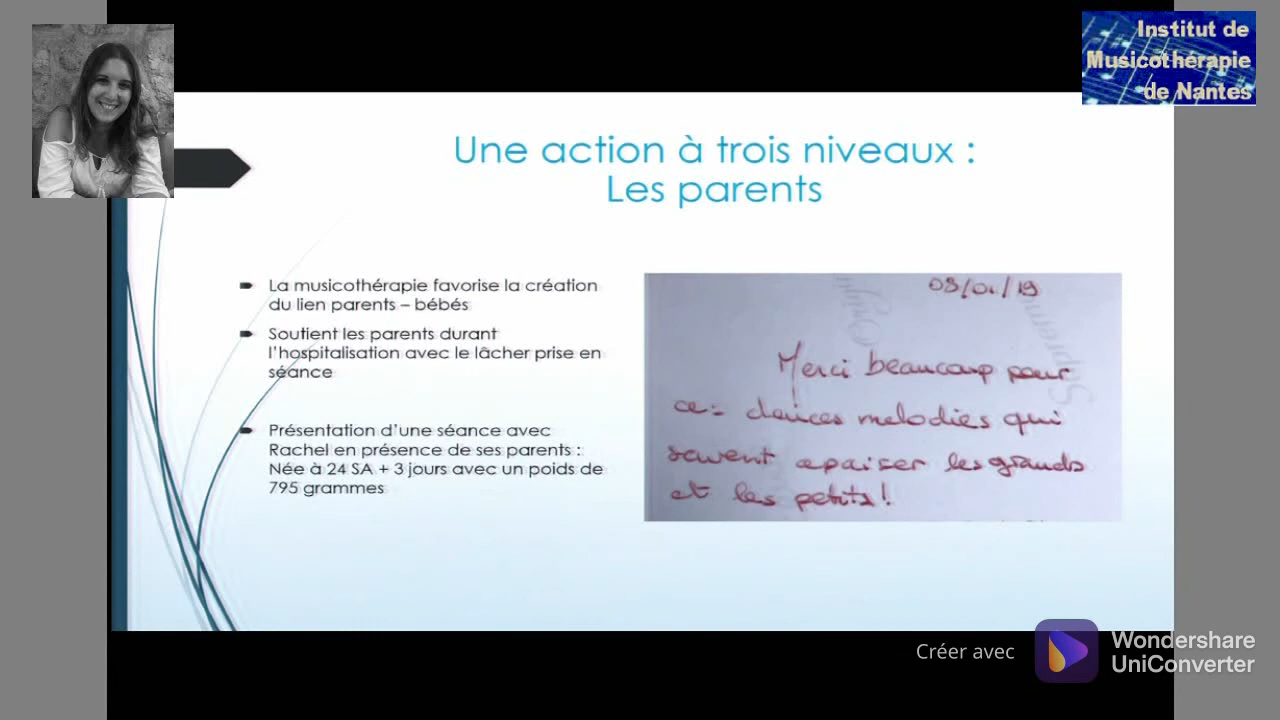 Institut de
Musicothérapie
de Nantes
Une action à trois niveaux :
Les parents
La musicothérapie favorise la création
du lien parents – bébés
Soutient les parents durant
l'hospitalisation avec le lâcher prise en
séance
Présentation d'une séance avec
Rachel en présence de ses parents :
Née à 24 SA + 3 jours avec un poids de
795 grammes
08/01/19
Merci beaucoup pour
ces douces melodies qui
savent apaiser les grands
et les petits!
Créer avec
Wondershare
UniConverter